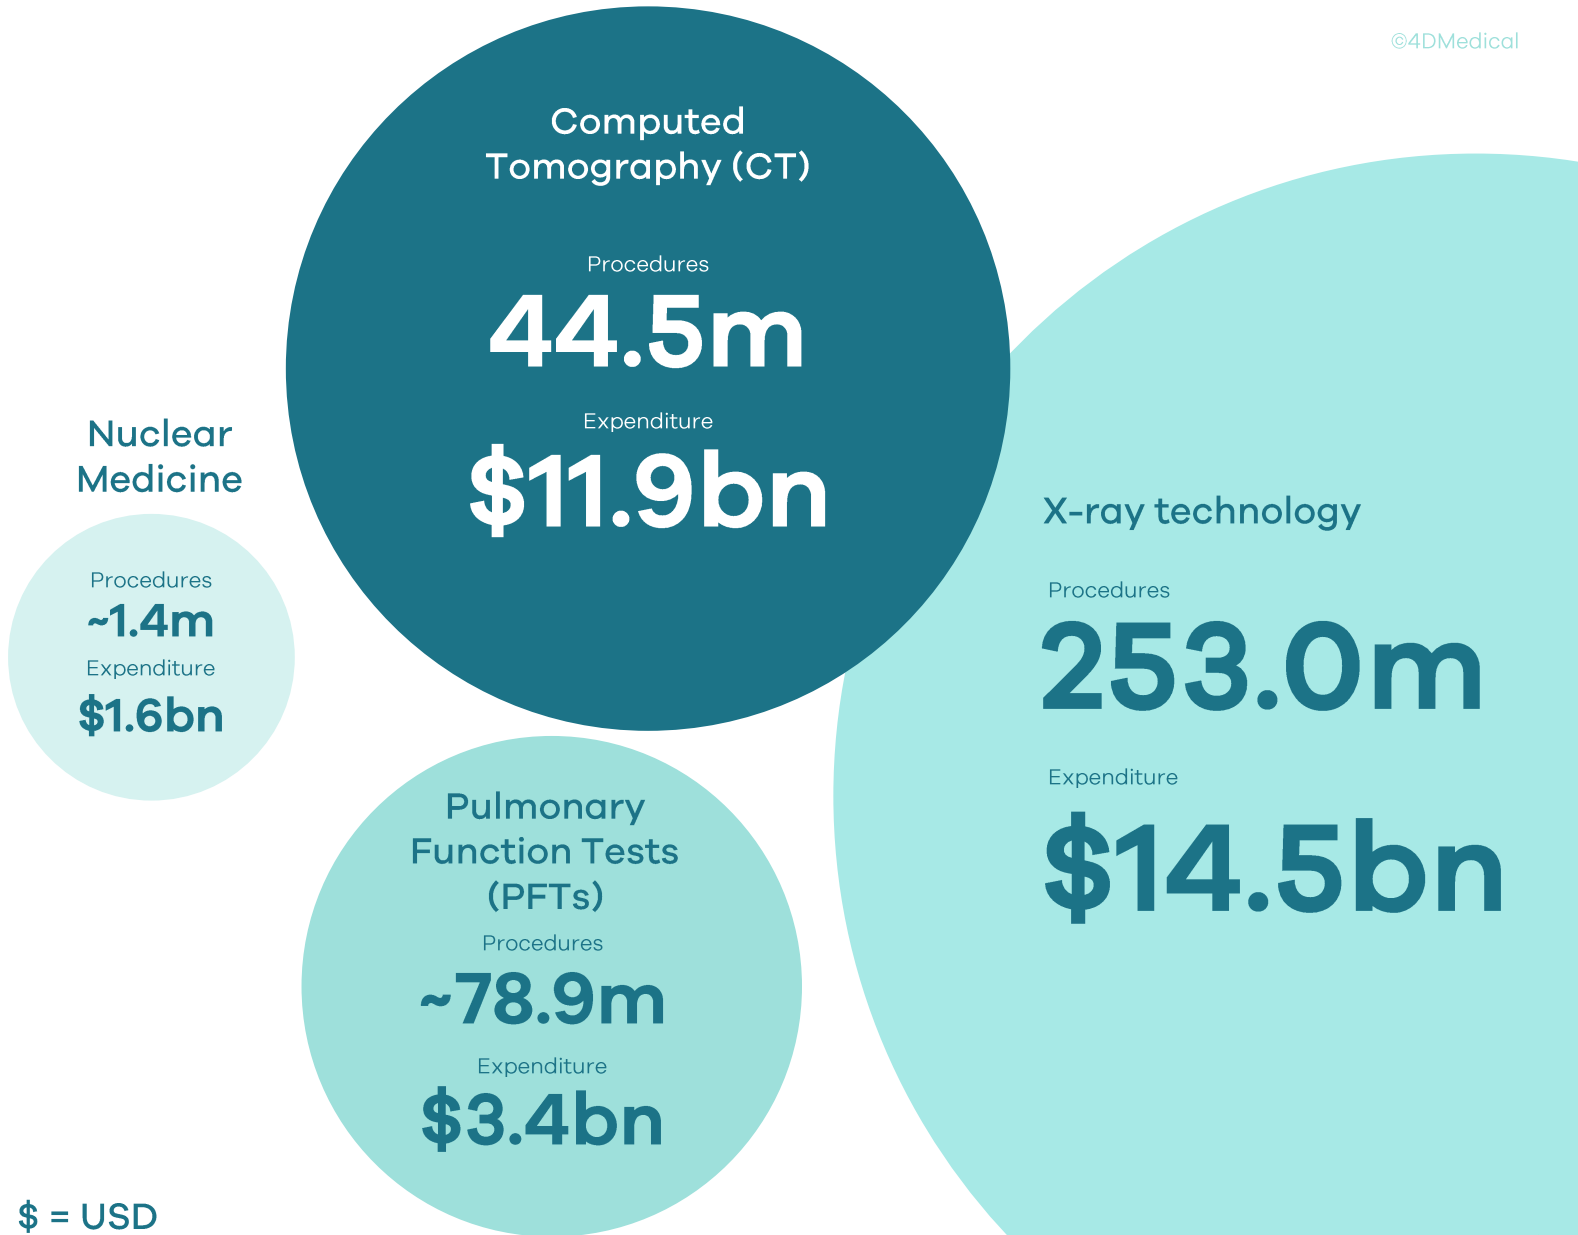 ©4DMedical
Computed
Tomography (CT)
Procedures
44.5m
Expenditure
$11.9bn
Nuclear
Medicine
Procedures
~1.4m
Expenditure
$1.6bn
X-ray technology
Procedures
253.0m
Expenditure
$14.5bn
Pulmonary
Function Tests
(PFTs)
Procedures
~78.9m
Expenditure
$3.4bn
$ = USD